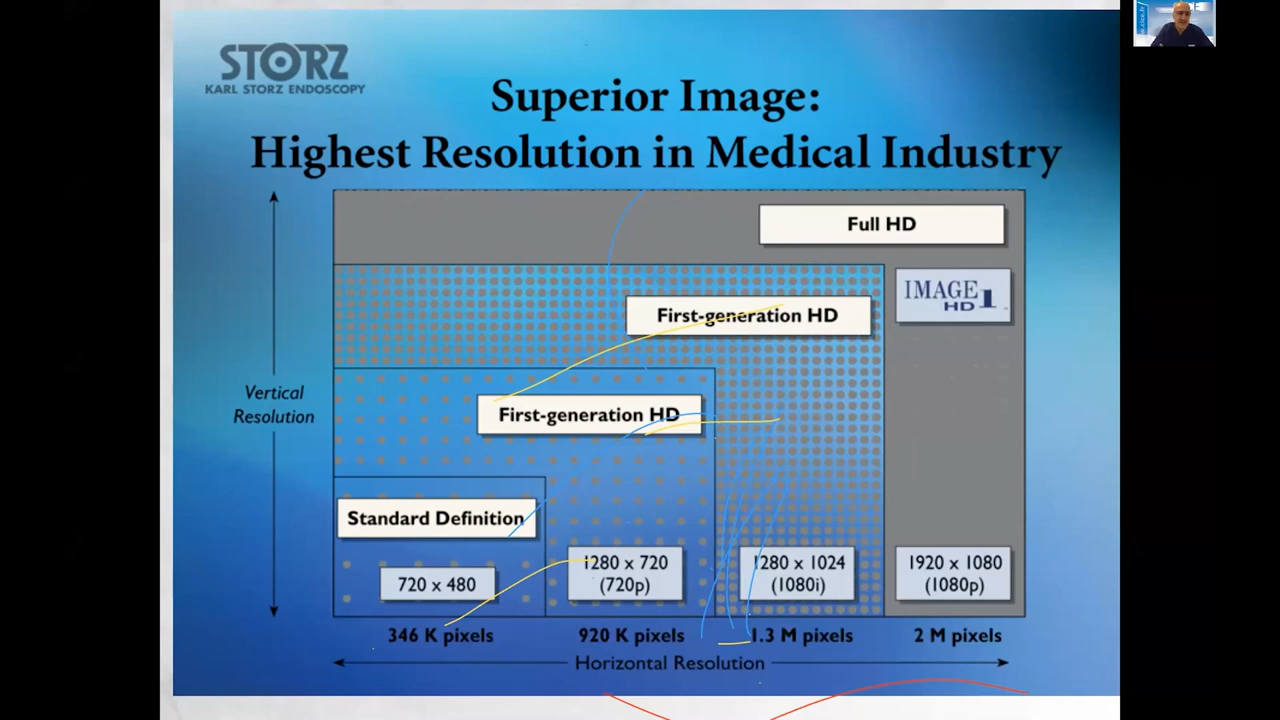 STORZ
KARL STORZ ENDOSCOPY
Superior Image:
Highest Resolution in Medical Industry
Full HD
IMAGE 1
HD
First-generation HD
Vertical
Resolution
First-generation HD
Standard Definition
720 x 480
1280 x 720
(720p)
1280 x 1024
(1080i)
1920 x 1080
(1080p)
346 K pixels
920 K pixels
1.3 M pixels
2 M pixels
Horizontal Resolution